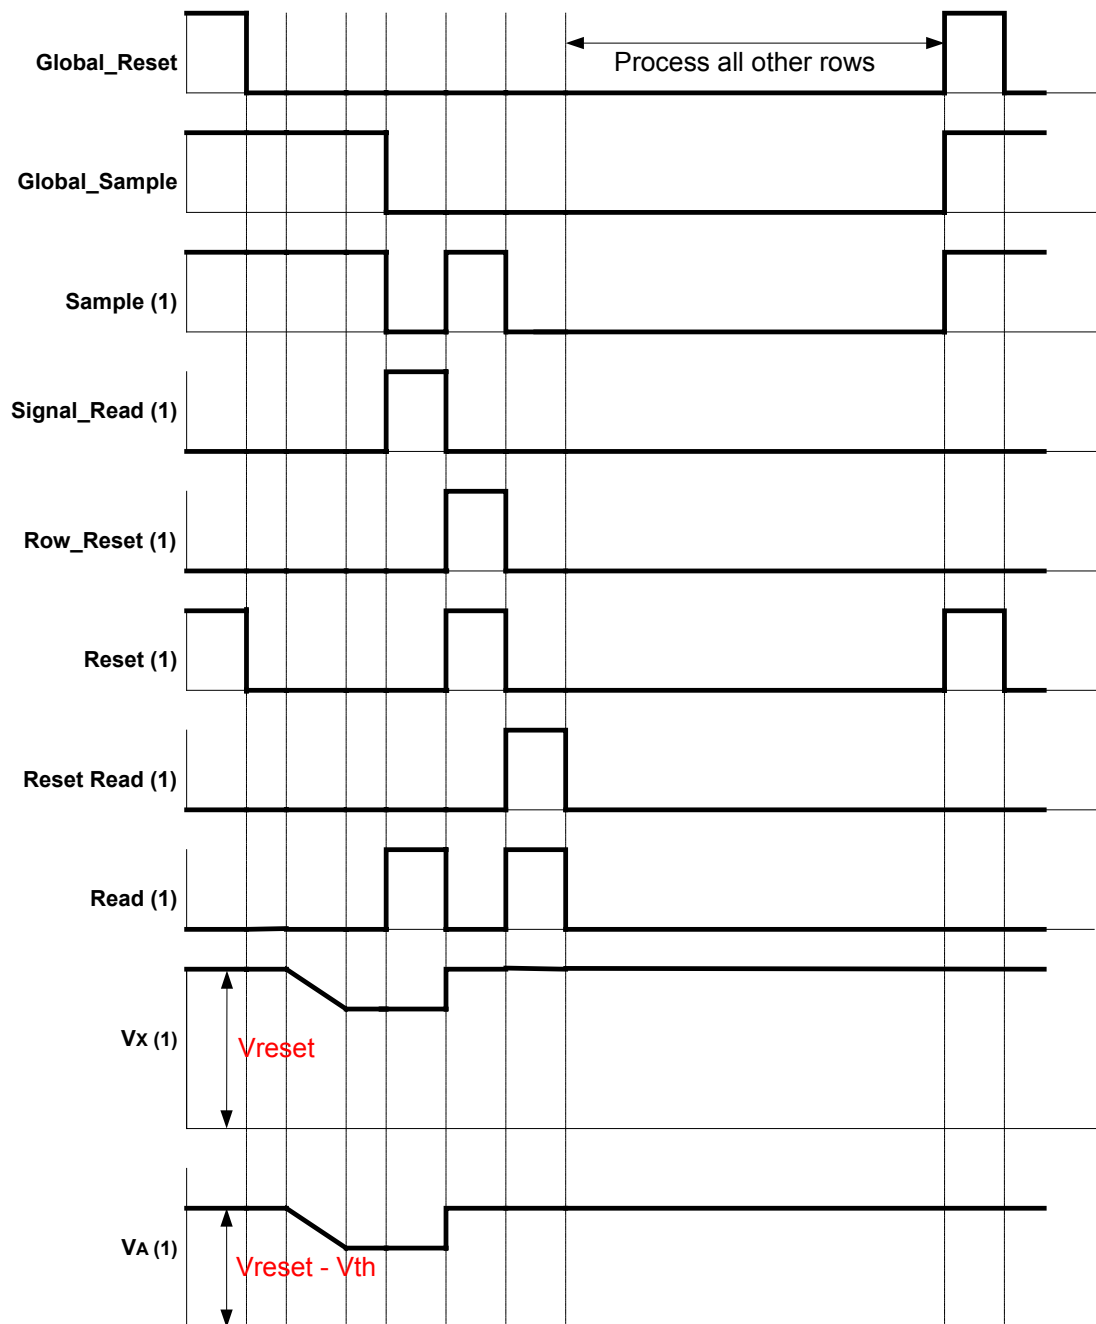 Global_Reset
Process all other rows
Global_Sample
Sample (1)
Signal_Read (1)
Row_Reset (1)
Reset (1)
Reset Read (1)
Read (1)
Vx (1)
Vreset
VA (1)
Vreset - Vth